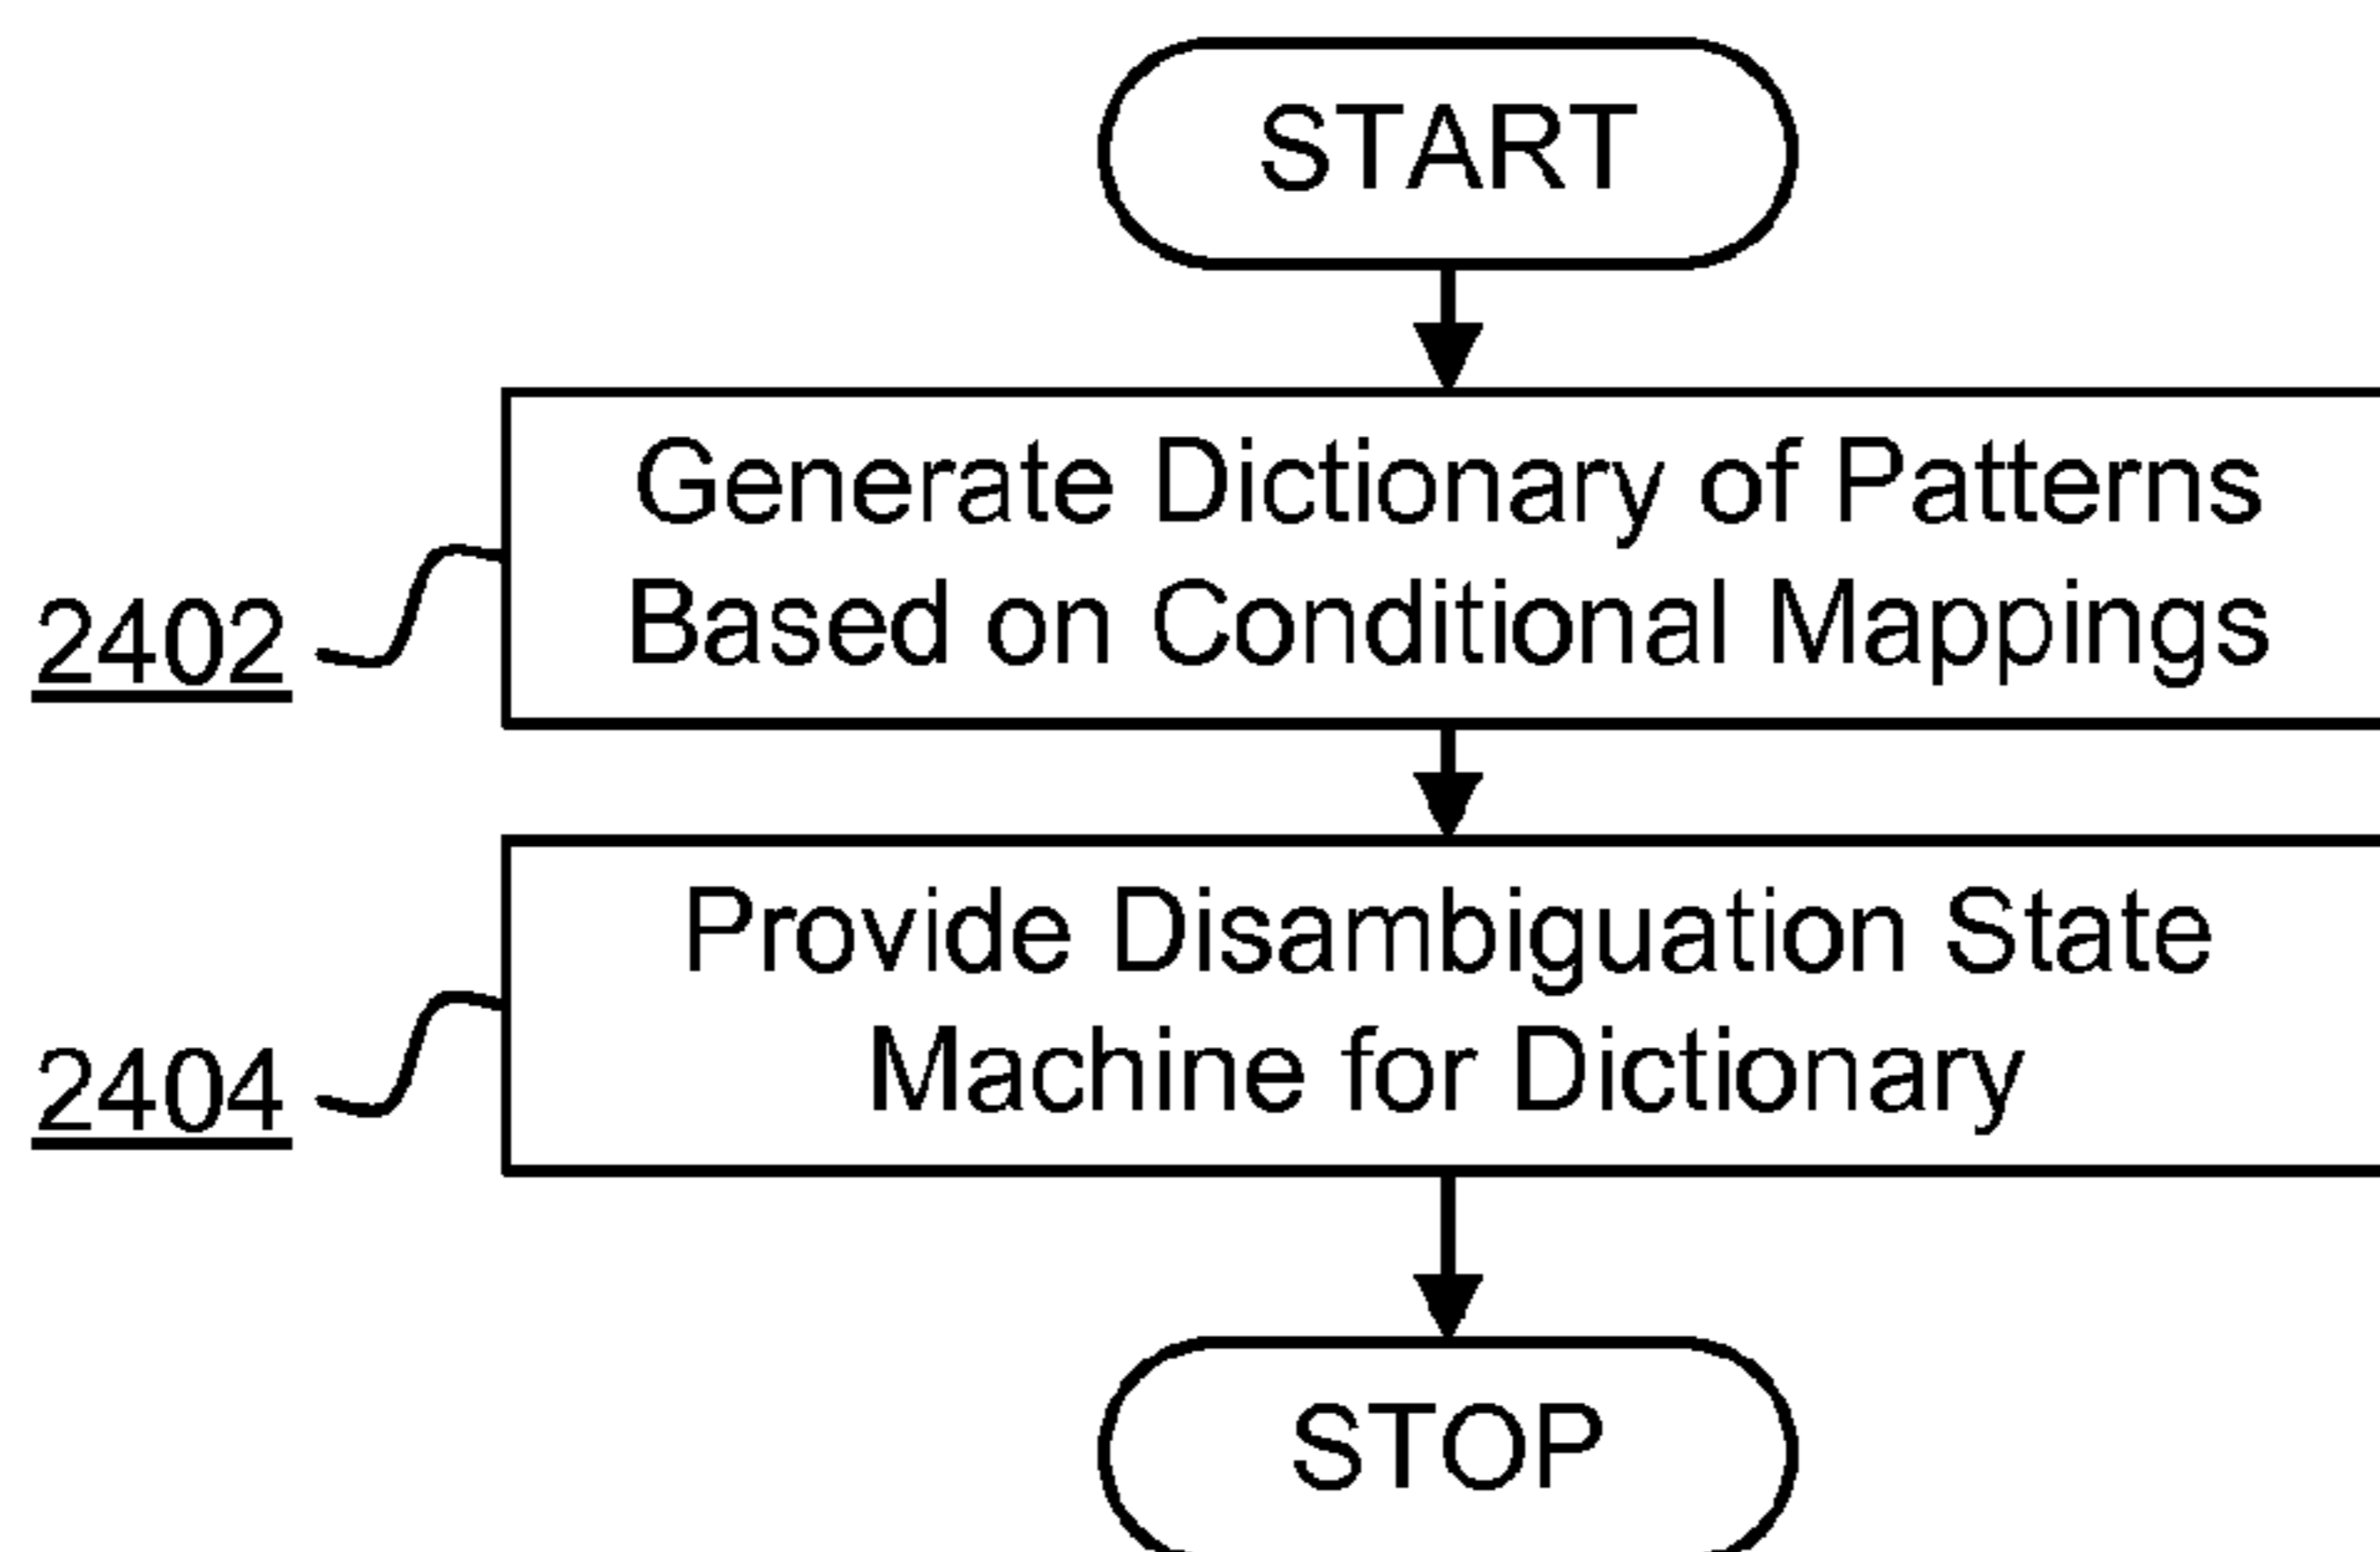 START
Generate Dictionary of Patterns
Based on Conditional Mappings
2402
Provide Disambiguation State
Machine for Dictionary
2404
STOP